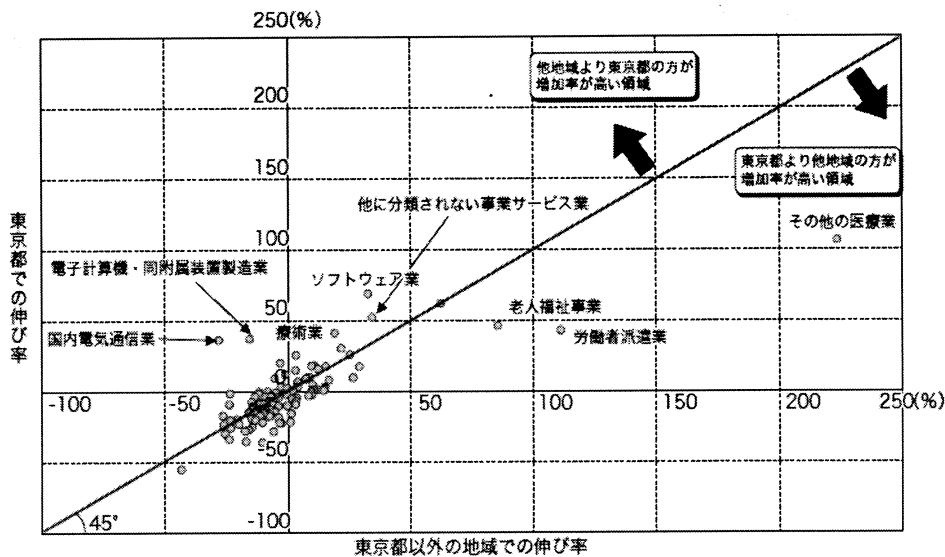 250(%)
200
150
100
50
0
-50
-100
-100
-50
50
100
150
200
250(%)
他地域より東京都の方が
増加率が高い領域
東京都より他地域の方が
増加率が高い領域
他に分類されない事業サービス業
その他の医療業
電子計算機・同附属装置製造業
ソフトウェア業
老人福祉事業
国内電気通信業
療術業
労働者派遣業
45°
東京都での伸び率
東京都以外の地域での伸び率